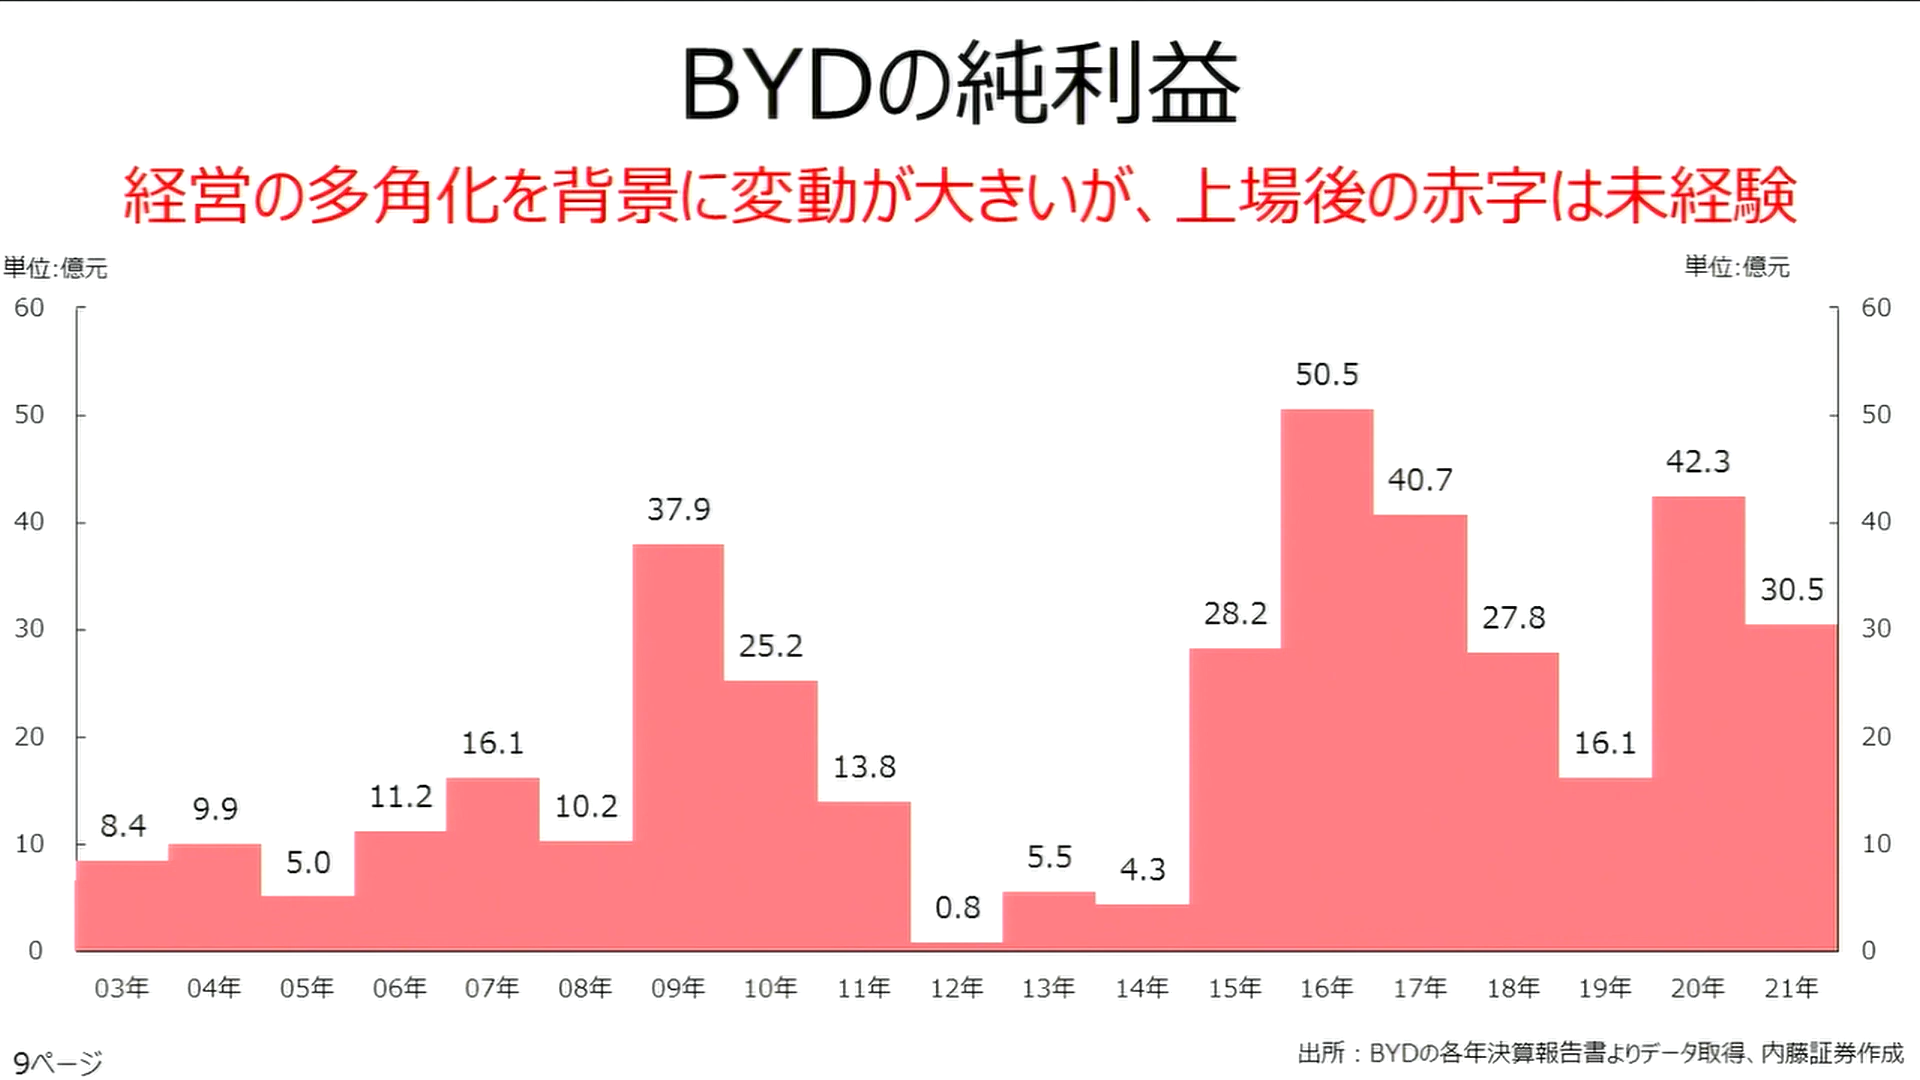 BYDの純利益
経営の多角化を背景に変動が大きいが、上場後の赤字は未経験
単位:億元 単位:億元
60 60
50.5
50 50
42.3
40.7
37.9
40 40
30.5
28.2 27.8
30 30
25.2
20 20
16.1 16.1
13.8
11.2 10.2
8.4 9.9
10 10
5.0 5.5 4.3
0.8
0 0
03年 04年 05年 06年 07年 08年 09年 10年 11年 12年 13年 14年 15年 16年 17年 18年 19年 20年 21年
9ページ
出所：BYDの各年決算報告書よりデータ取得、内藤証券作成